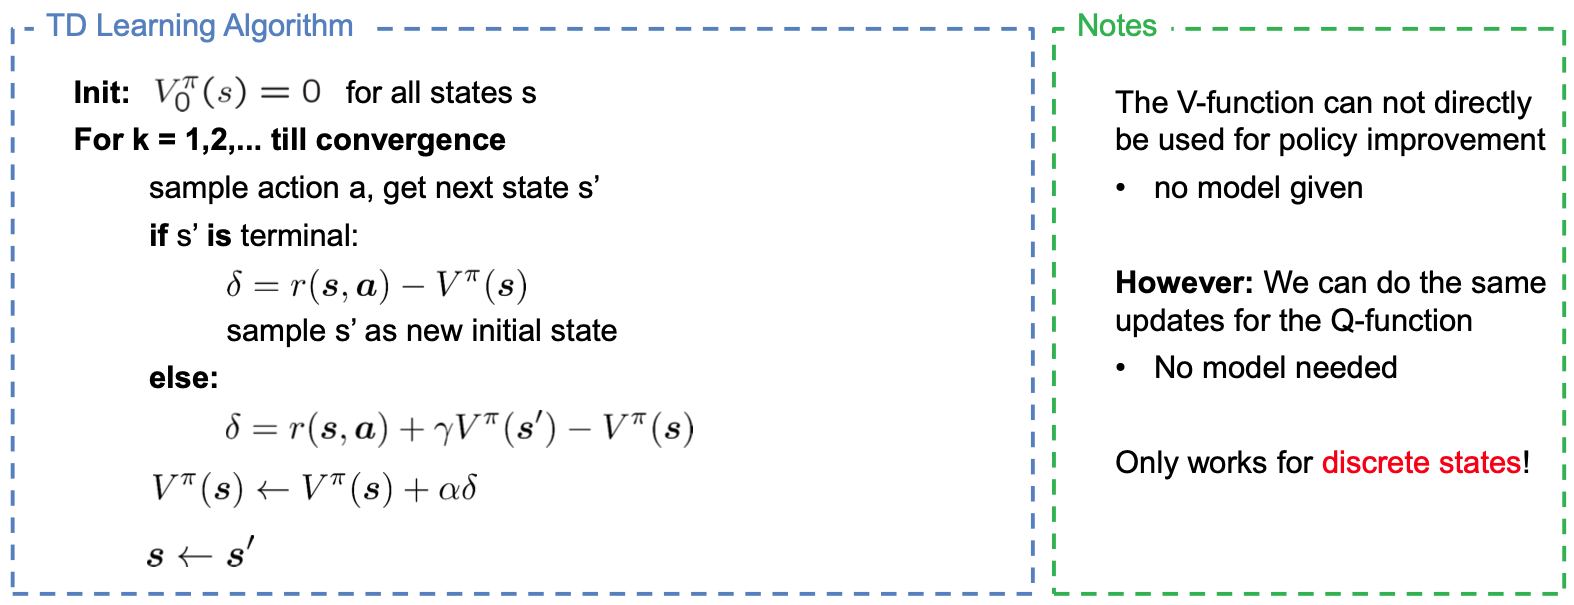 TD Learning Algorithm
Init: $V_0^\pi(s) = 0$ for all states s
For k = 1,2,... till convergence
sample action a, get next state s’
if s’ is terminal:
$\delta = r(\boldsymbol{s}, \boldsymbol{a}) - V^\pi(\boldsymbol{s})$
sample s’ as new initial state
else:
$\delta = r(\boldsymbol{s}, \boldsymbol{a}) + \gamma V^\pi(\boldsymbol{s}') - V^\pi(\boldsymbol{s})$
$V^\pi(\boldsymbol{s}) \leftarrow V^\pi(\boldsymbol{s}) + \alpha\delta$
$\boldsymbol{s} \leftarrow \boldsymbol{s}'$
Notes
The V-function can not directly
be used for policy improvement
• no model given
However: We can do the same
updates for the Q-function
• No model needed
Only works for discrete states!